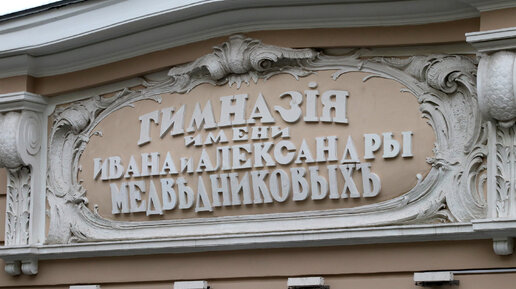 ГИМНАЗІЯ
ИМЕНИ
ИВАНА И АЛЕКСАНДРЫ
МЕДВѢДНИКОВЫХЪ